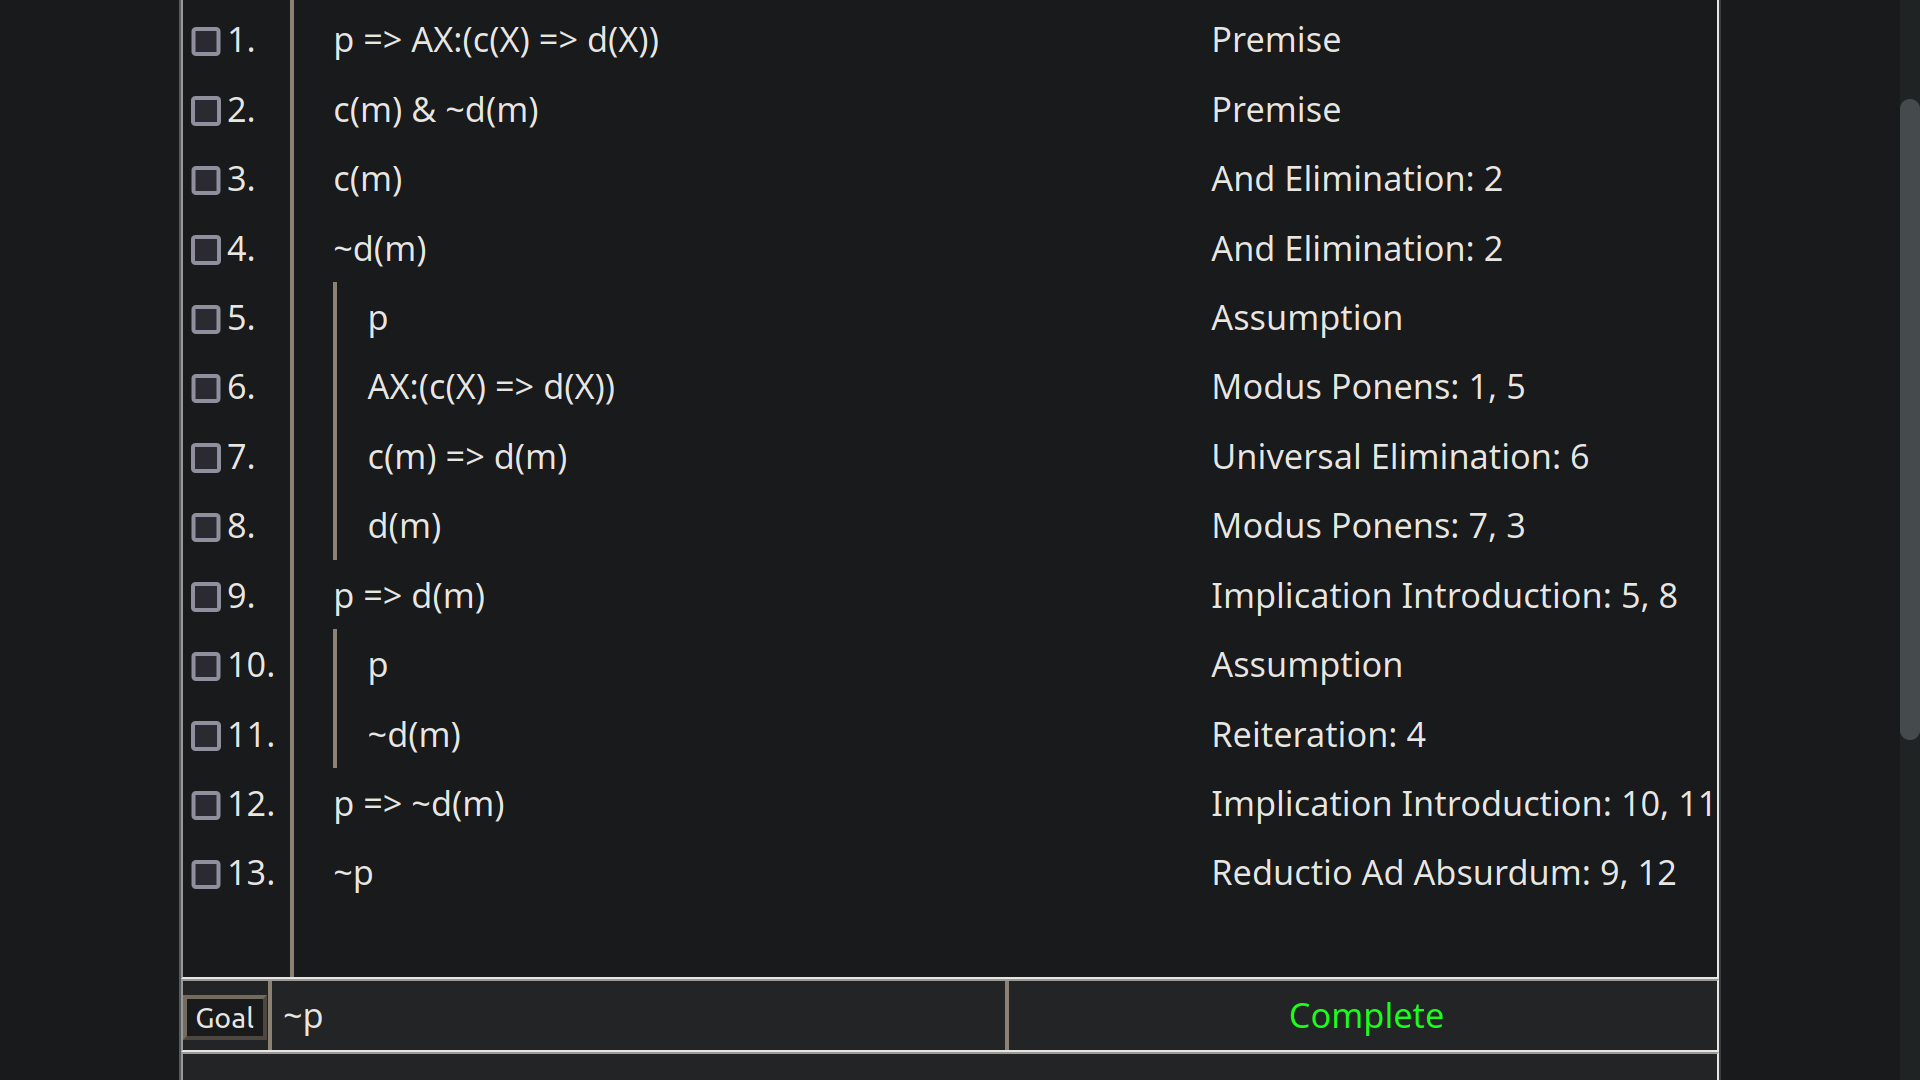 1. p => AX:(c(X) => d(X)) Premise
2. c(m) & ~d(m) Premise
3. c(m) And Elimination: 2
4. ~d(m) And Elimination: 2
5. p Assumption
6. AX:(c(X) => d(X)) Modus Ponens: 1, 5
7. c(m) => d(m) Universal Elimination: 6
8. d(m) Modus Ponens: 7, 3
9. p => d(m) Implication Introduction: 5, 8
10. p Assumption
11. ~d(m) Reiteration: 4
12. p => ~d(m) Implication Introduction: 10, 11
13. ~p Reductio Ad Absurdum: 9, 12
Goal ~p Complete